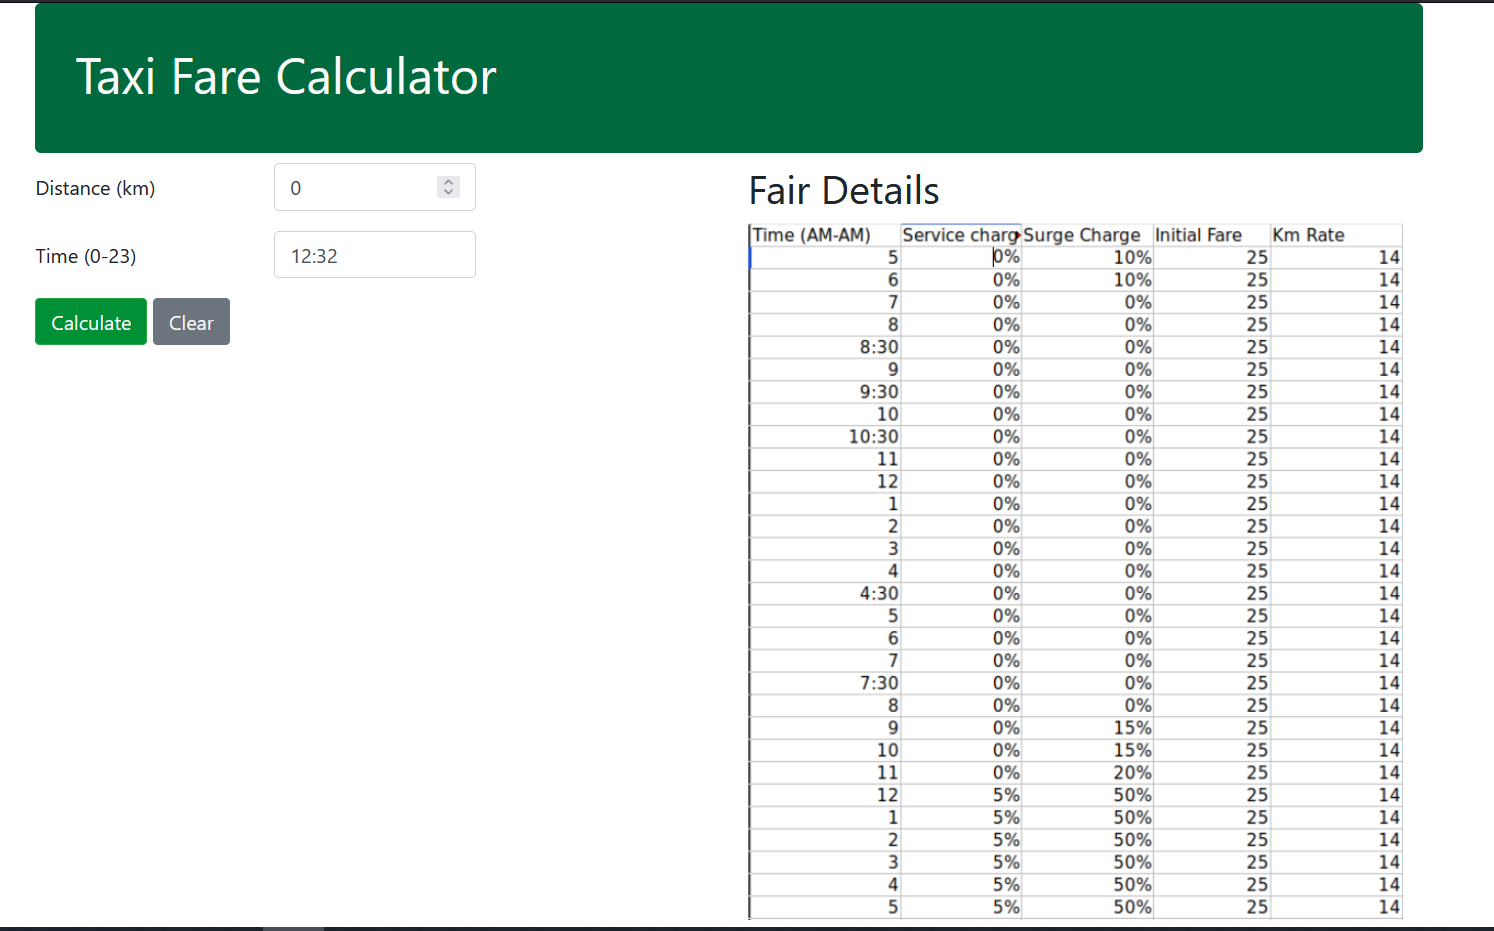 Taxi Fare Calculator
Distance (km) 0
Time (0-23) 12:32
Calculate Clear
Fair Details
Time (AM-AM) Service charg Surge Charge Initial Fare Km Rate
5 0% 10% 25 14
6 0% 10% 25 14
7 0% 0% 25 14
8 0% 0% 25 14
8:30 0% 0% 25 14
9 0% 0% 25 14
9:30 0% 0% 25 14
10 0% 0% 25 14
10:30 0% 0% 25 14
11 0% 0% 25 14
12 0% 0% 25 14
1 0% 0% 25 14
2 0% 0% 25 14
3 0% 0% 25 14
4 0% 0% 25 14
4:30 0% 0% 25 14
5 0% 0% 25 14
6 0% 0% 25 14
7 0% 0% 25 14
7:30 0% 0% 25 14
8 0% 0% 25 14
9 0% 15% 25 14
10 0% 15% 25 14
11 0% 20% 25 14
12 5% 50% 25 14
1 5% 50% 25 14
2 5% 50% 25 14
3 5% 50% 25 14
4 5% 50% 25 14
5 5% 50% 25 14